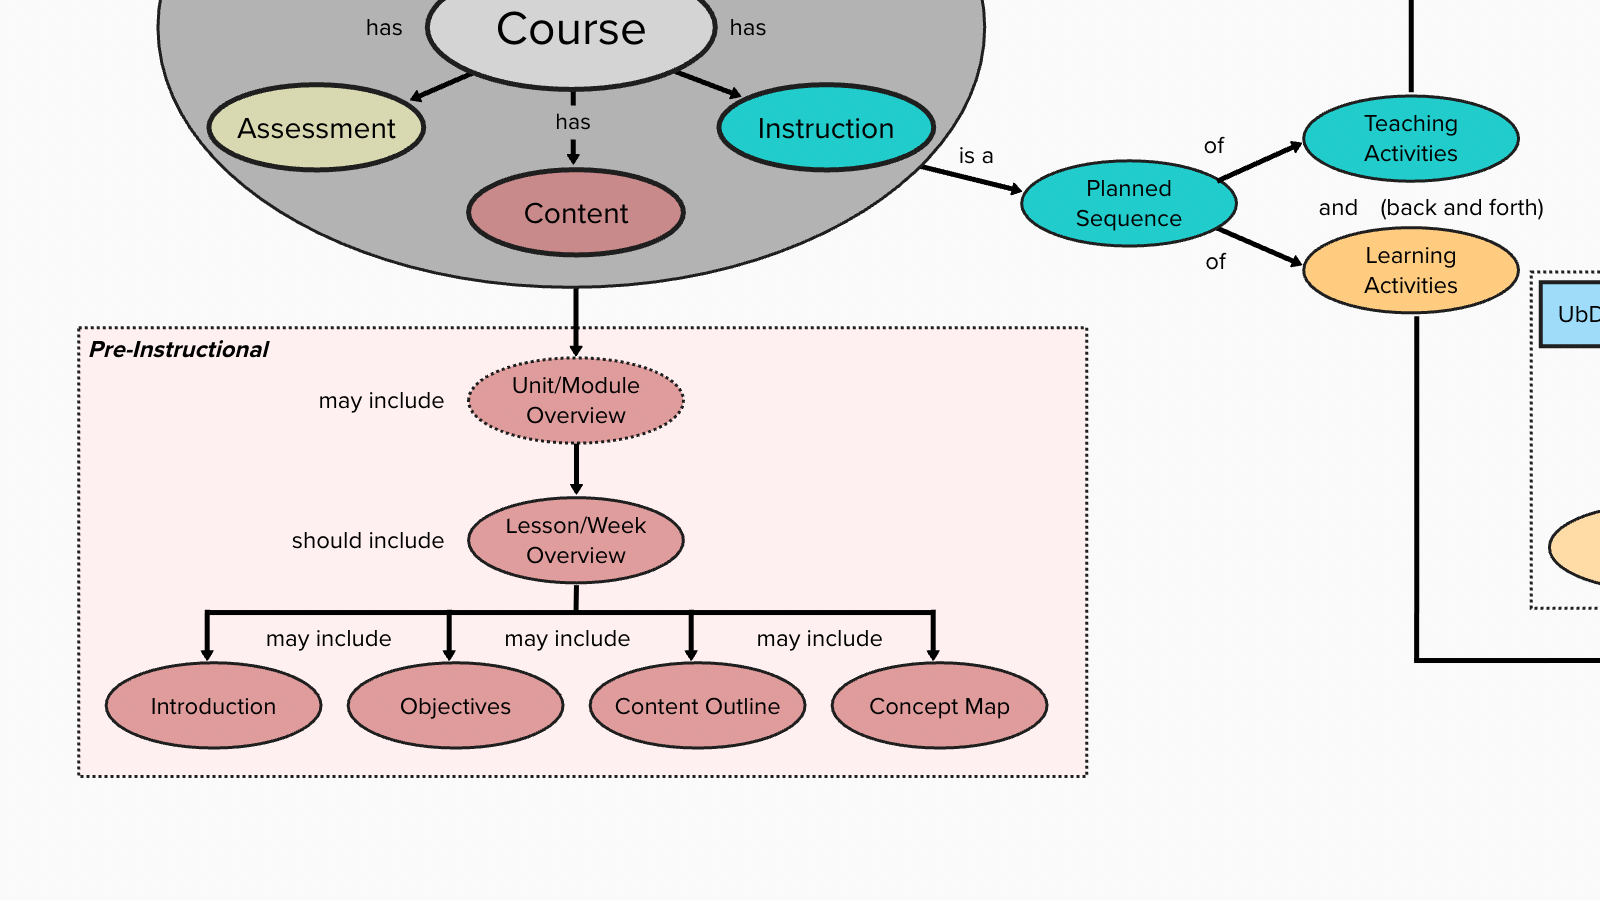 has
Course
has
Assessment
has
Instruction
Content
is a
Planned
Sequence
of
Teaching
Activities
and (back and forth)
of
Learning
Activities
Pre-Instructional
may include
Unit/Module
Overview
should include
Lesson/Week
Overview
may include
may include
may include
Introduction
Objectives
Content Outline
Concept Map